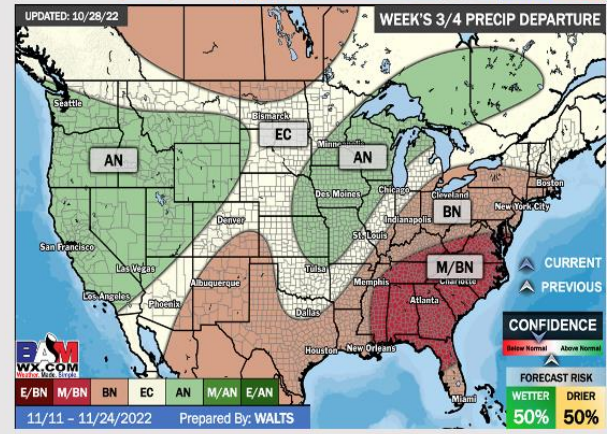 UPDATED: 10/28/22
WEEK'S 3/4 PRECIP DEPARTURE
Seattle
Bismarck
EC
AN
AN
Des Moines
Chicago
Cleveland
Boston
New York City
BN
Indianapolis
Denver
St. Louis
San Francisco
Las Vegas
Tulsa
M/BN
Charlotte
CURRENT
PREVIOUS
Los Angeles
Albuquerque
Memphis
Phoenix
Atlanta
Dallas
Houston
New Orleans
Miami
CONFIDENCE
Below Normal Above Normal
FORECAST RISK
WETTER DRIER
50% 50%
BAM
WX.COM
Weather. Made. Simple.
E/BN M/BN BN EC AN M/AN E/AN
11/11 – 11/24/2022 Prepared By: WALTS